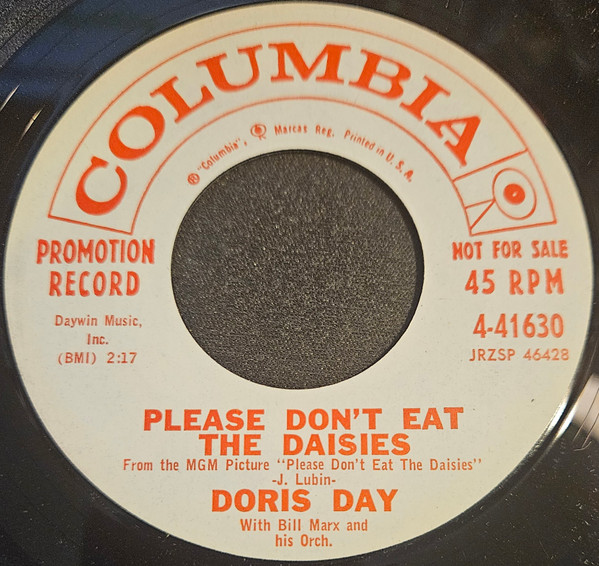 COLUMBIA
® "Columbia", Marcas Reg. Printed in U.S.A.
PROMOTION
RECORD
Daywin Music,
Inc.
(BMI) 2:17
NOT FOR SALE
45 RPM
4-41630
JRZSP 46428
PLEASE DON'T EAT
THE DAISIES
From the MGM Picture "Please Don't Eat The Daisies"
-J. Lubin-
DORIS DAY
With Bill Marx and
his Orch.